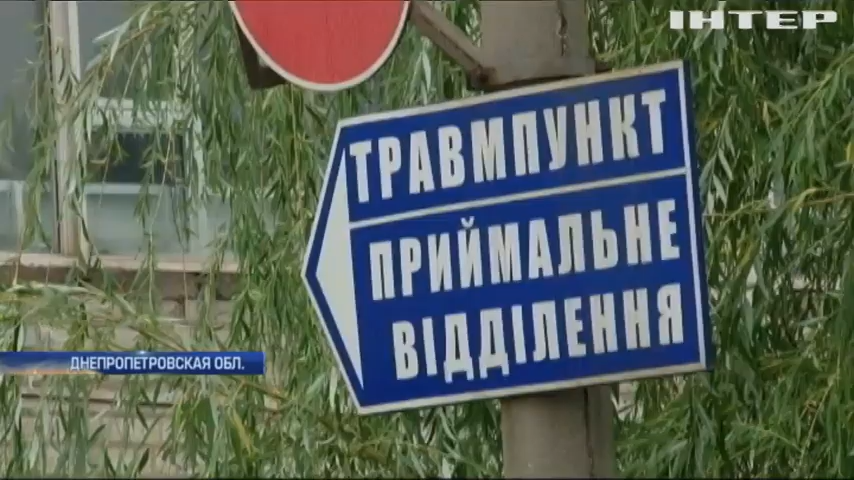 ІНТЕР
ТРАВМПУНКТ
ПРИЙМАЛЬНЕ
ВІДДІЛЕННЯ
ДНЕПРОПЕТРОВСКАЯ ОБЛ.